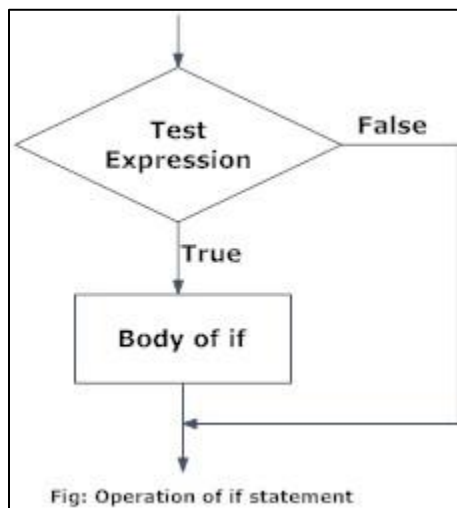 Test
Expression
False
True
Body of if
Fig: Operation of if statement